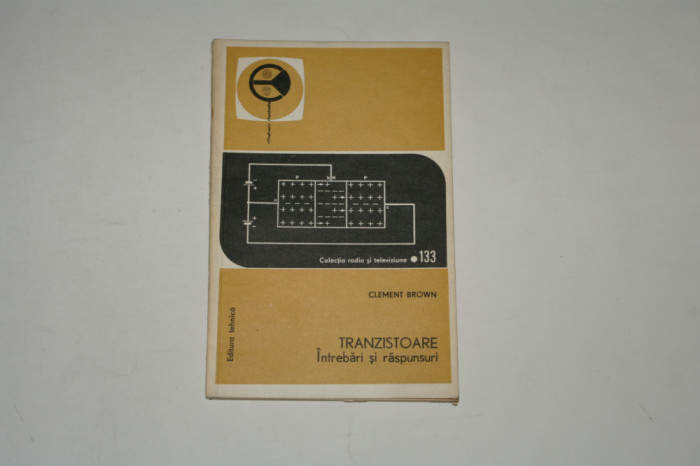 P
N
P
Colecția radio și televiziune ● 133
CLEMENT BROWN
TRANZISTOARE
Întrebări și răspunsuri
Editura tehnică